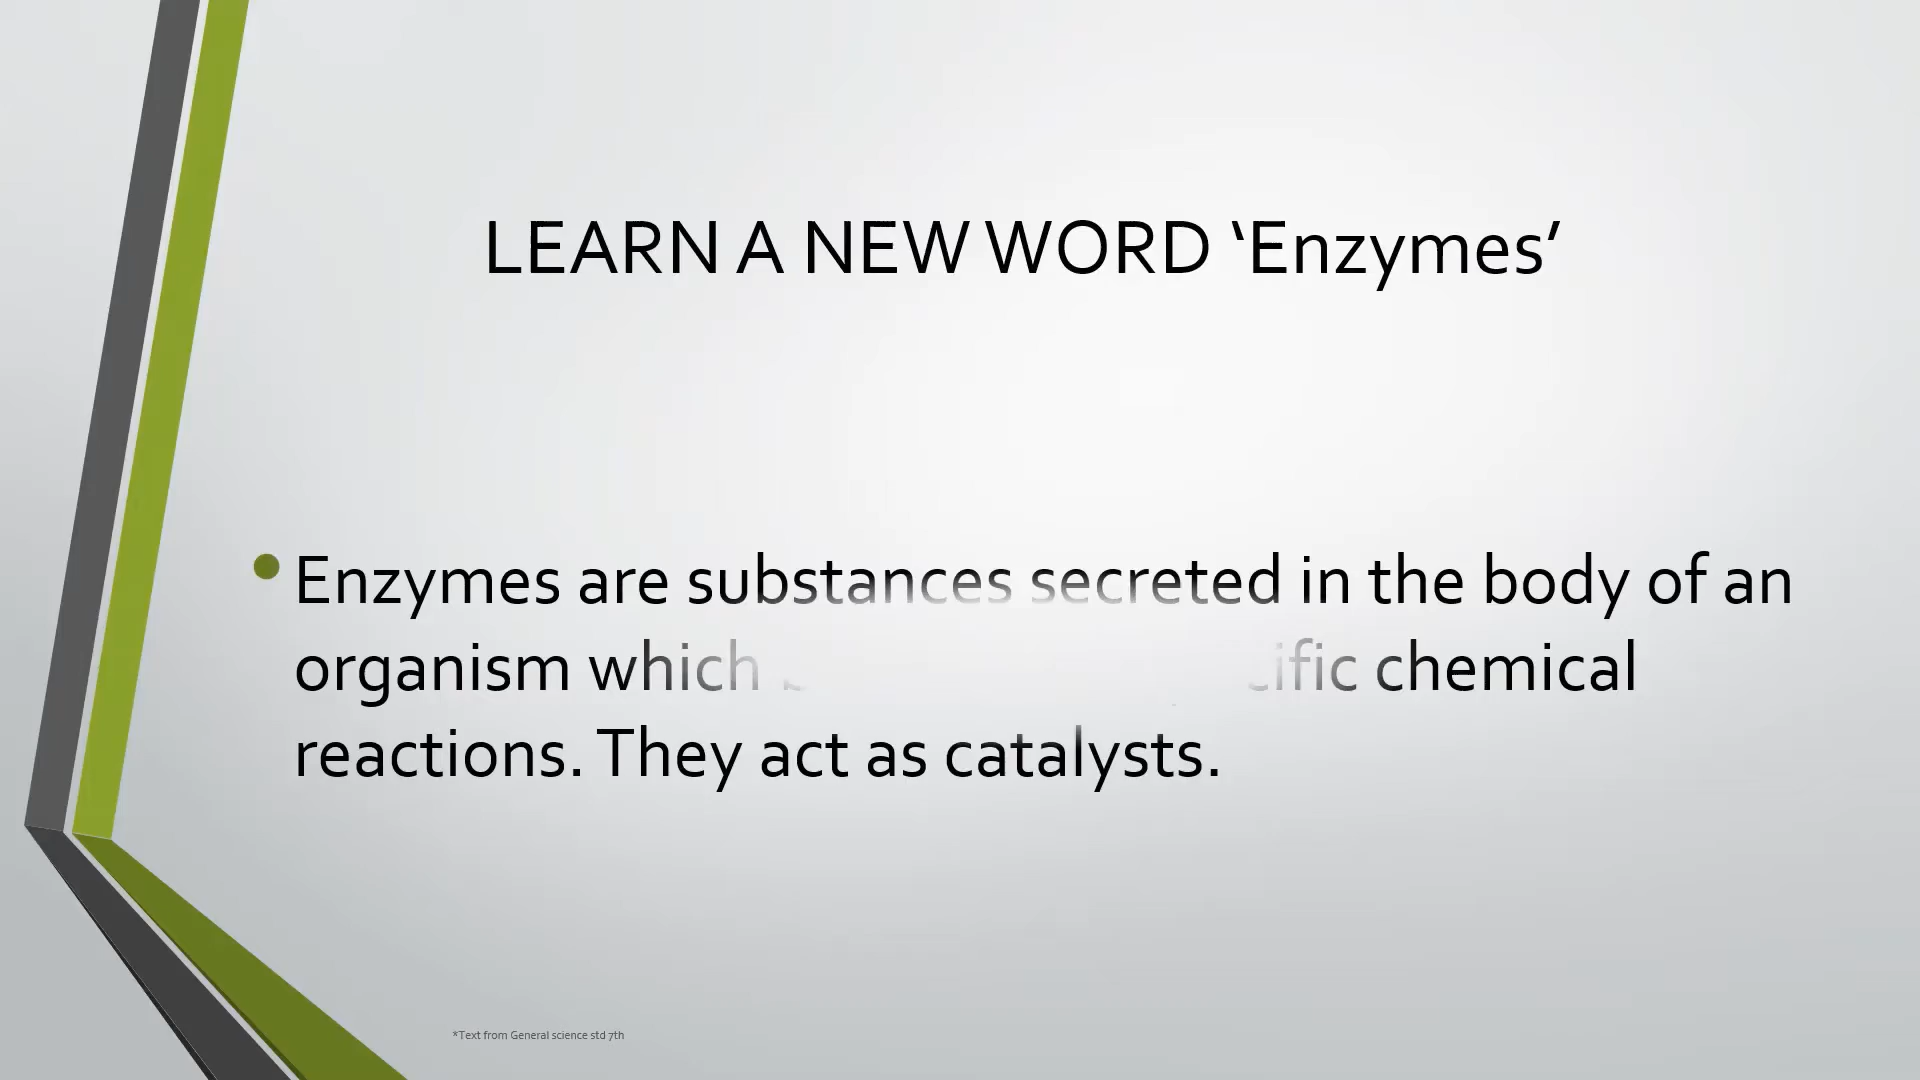 LEARN A NEW WORD ‘Enzymes’
• Enzymes are substances secreted in the body of an
organism which chemical
reactions. They act as catalysts.
*Text from General science std 7th